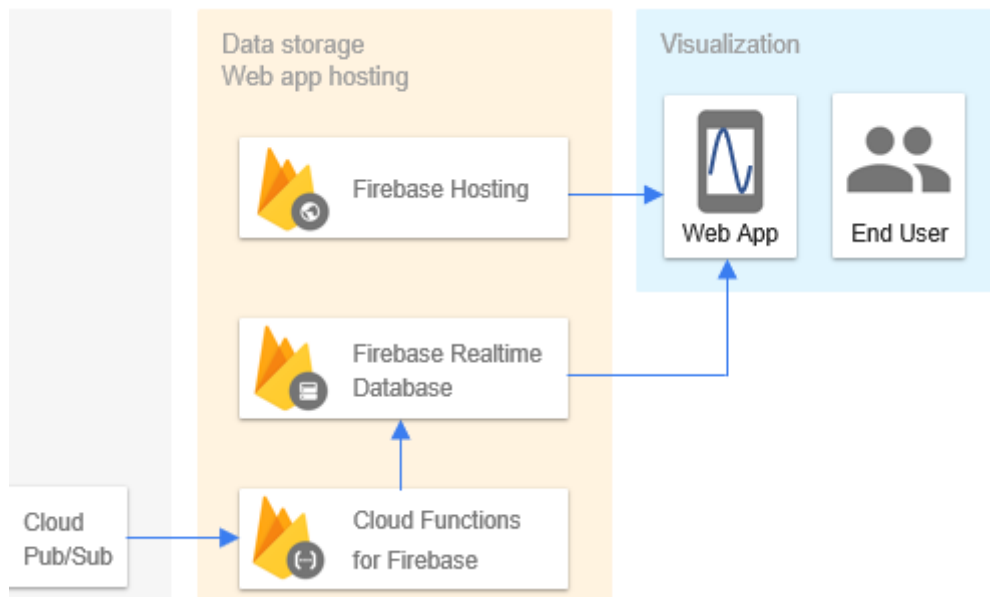 Data storage
Web app hosting
Visualization
Firebase Hosting
Web App
End User
Firebase Realtime
Database
Cloud
Pub/Sub
Cloud Functions
for Firebase